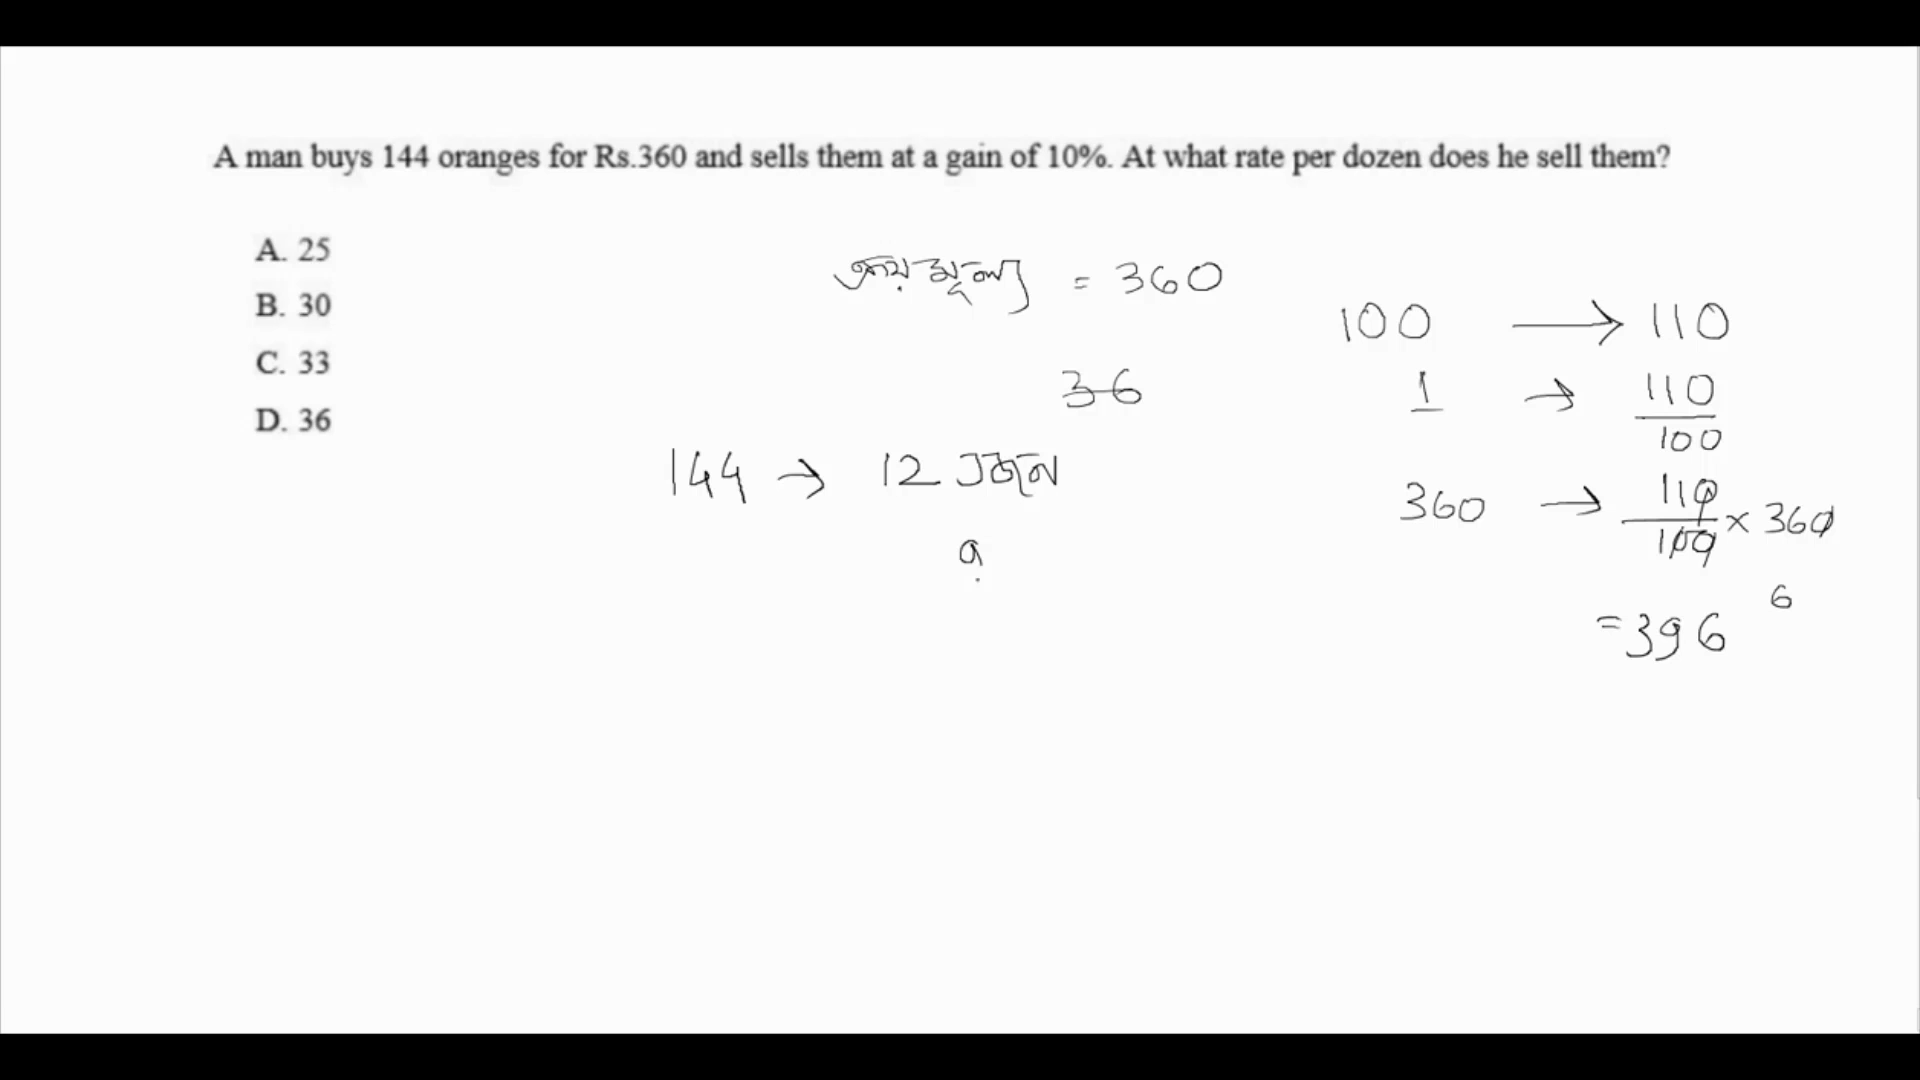 A man buys 144 oranges for Rs.360 and sells them at a gain of 10%. At what rate per dozen does he sell them?
A. 25
B. 30
C. 33
D. 36
ক্রয়মূল্য = 360
36
144 → 12 ডজন
100 → 110
1 → 110/100
360 → 110/100 × 360
6
= 396